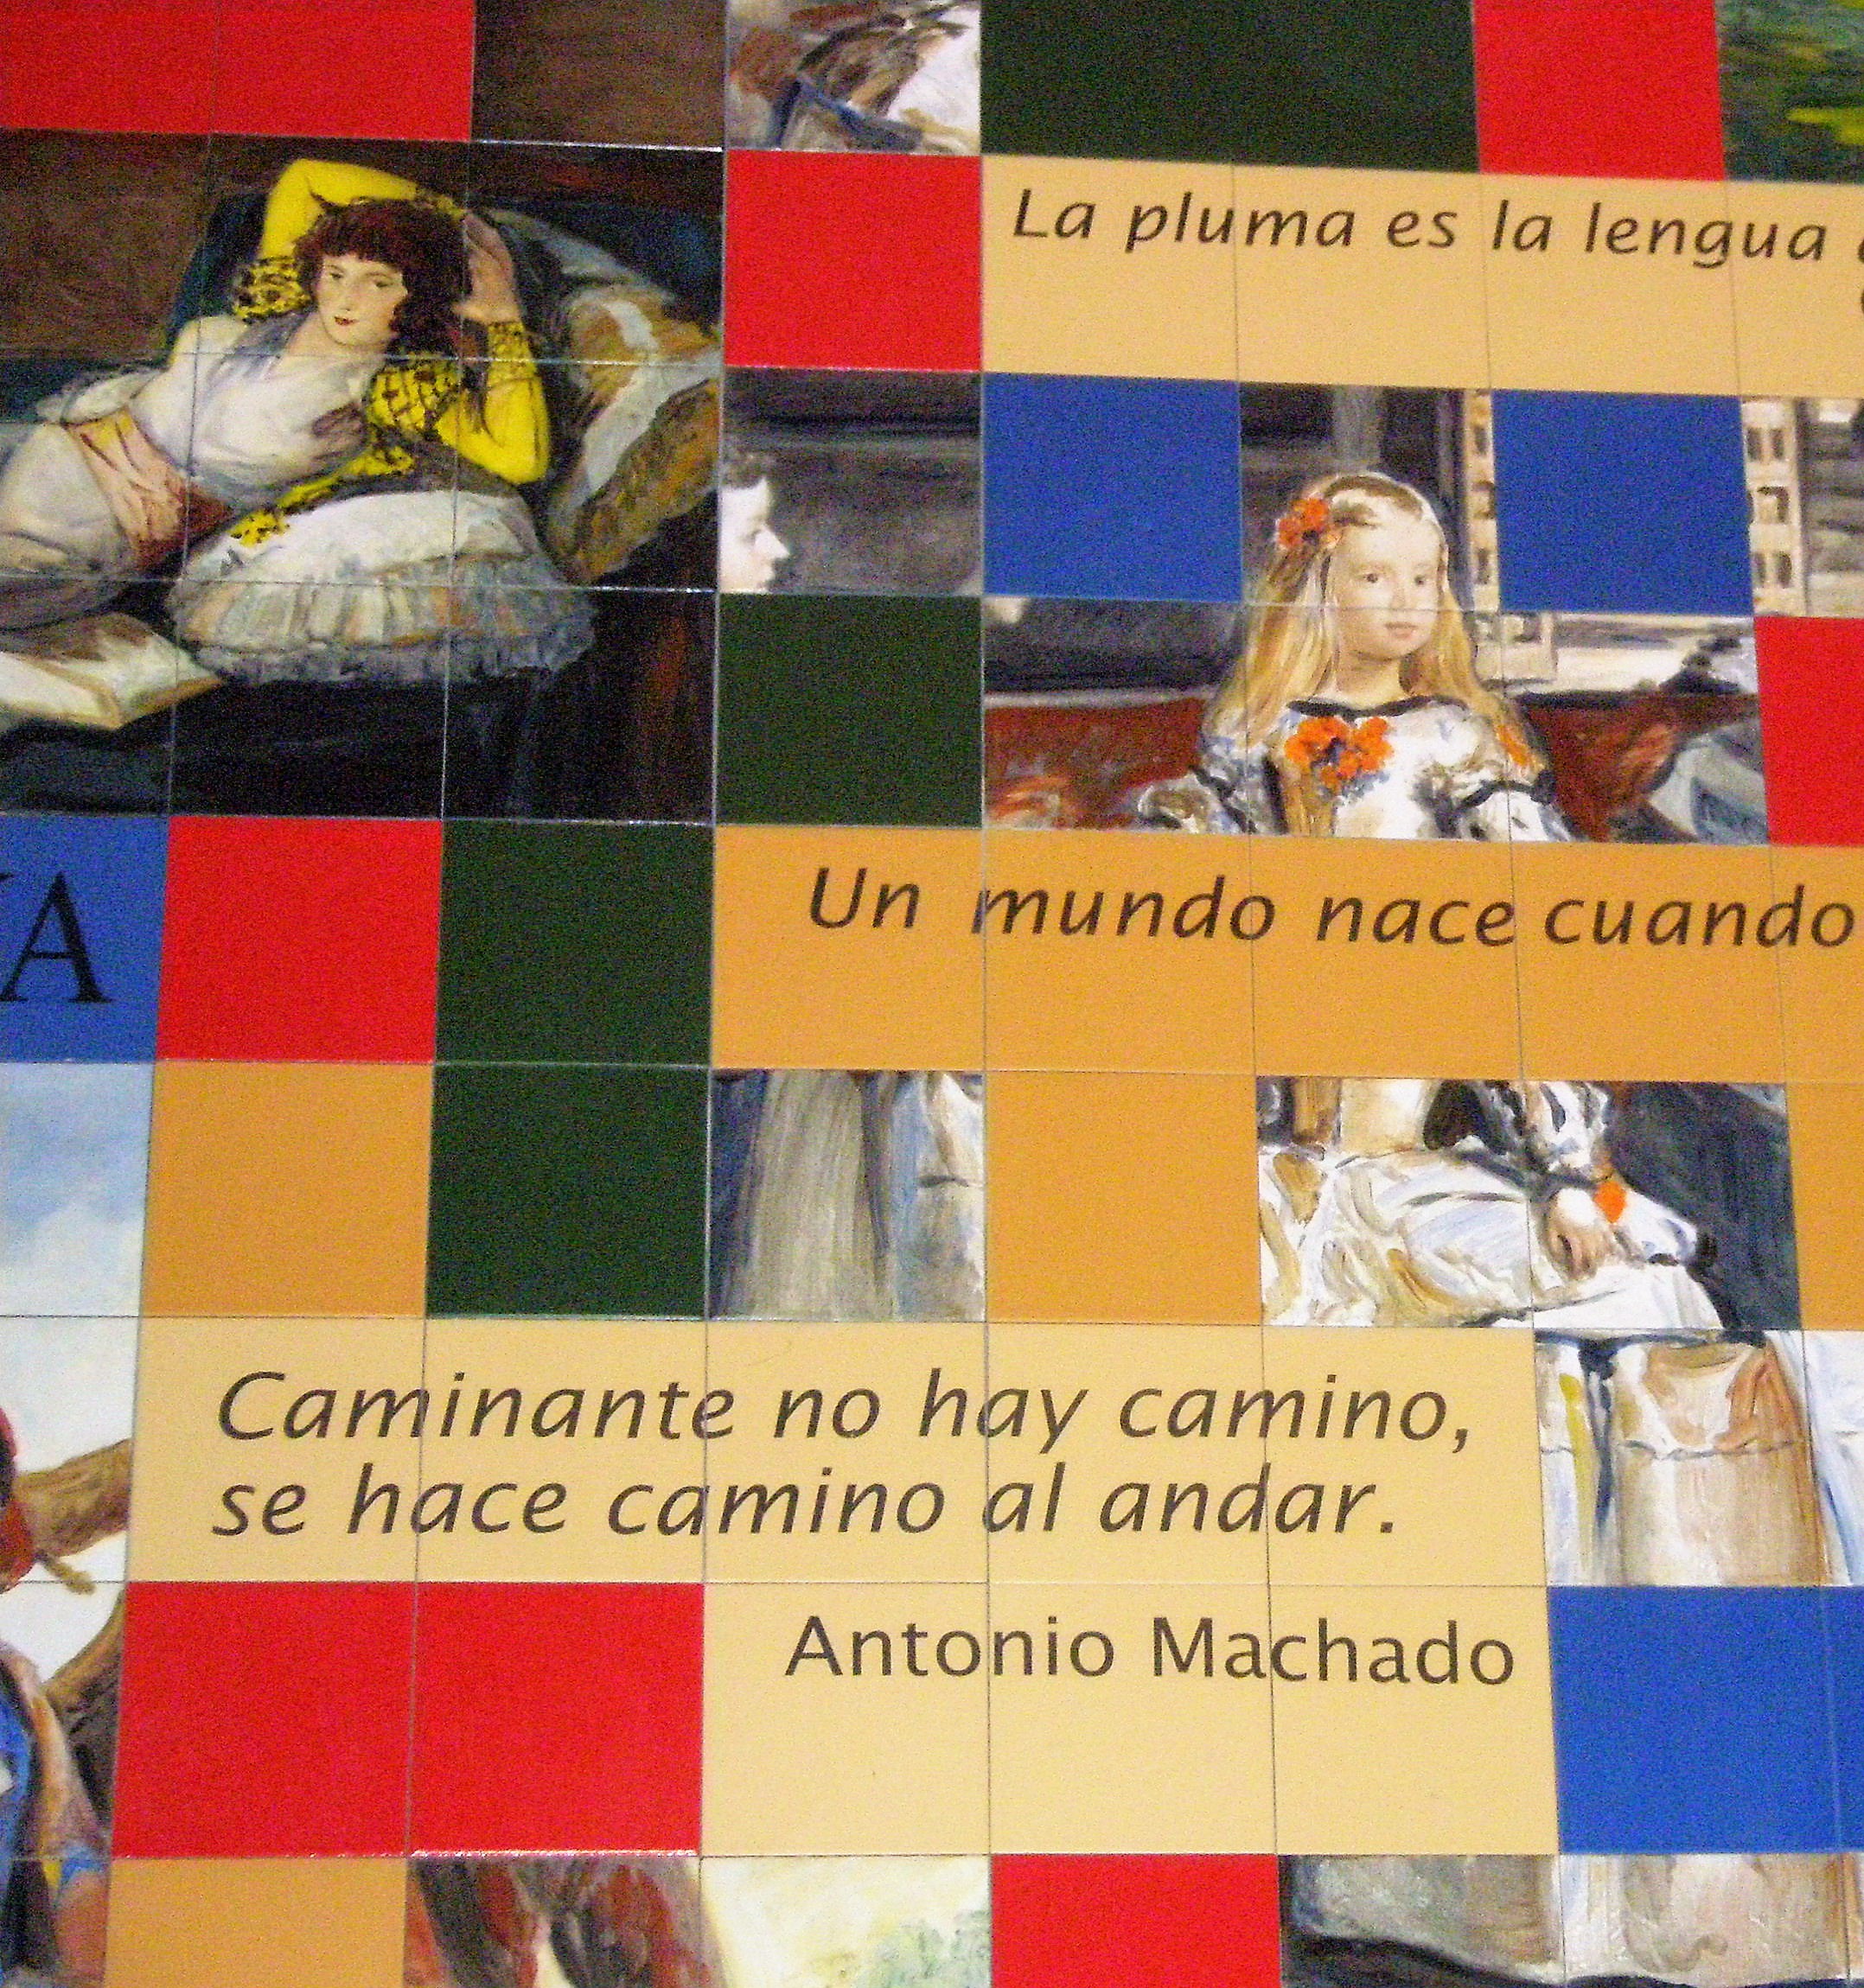 La pluma es la lengua
Un mundo nace cuando
YA
Caminante no hay camino,
se hace camino al andar.
Antonio Machado